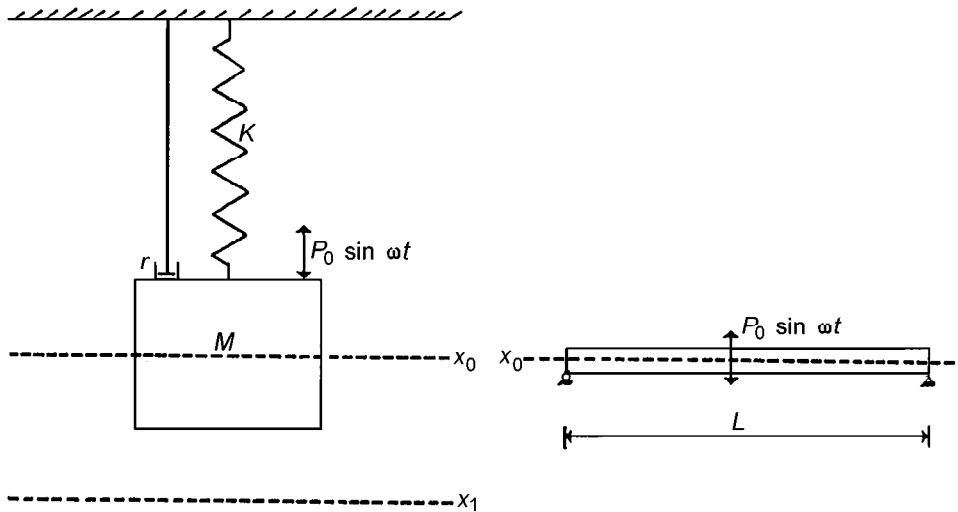 K
r
P₀ sin ωt
M
x₀
x₁
P₀ sin ωt
x₀
L